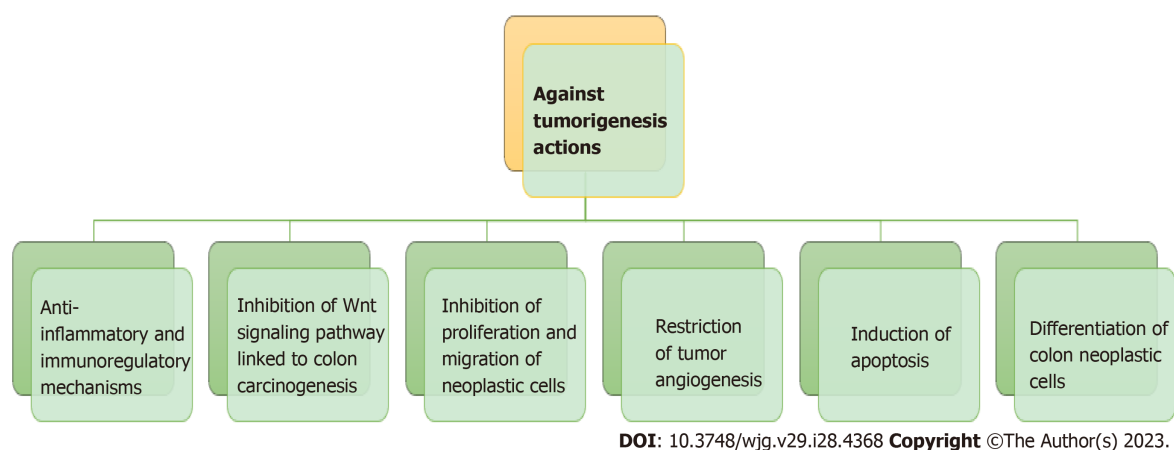 Against
tumorigenesis
actions
Anti-
inflammatory and
immunoregulatory
mechanisms
Inhibition of Wnt
signaling pathway
linked to colon
carcinogenesis
Inhibition of
proliferation and
migration of
neoplastic cells
Restriction
of tumor
angiogenesis
Induction of
apoptosis
Differentiation of
colon neoplastic
cells
DOI: 10.3748/wjg.v29.i28.4368 Copyright ©The Author(s) 2023.